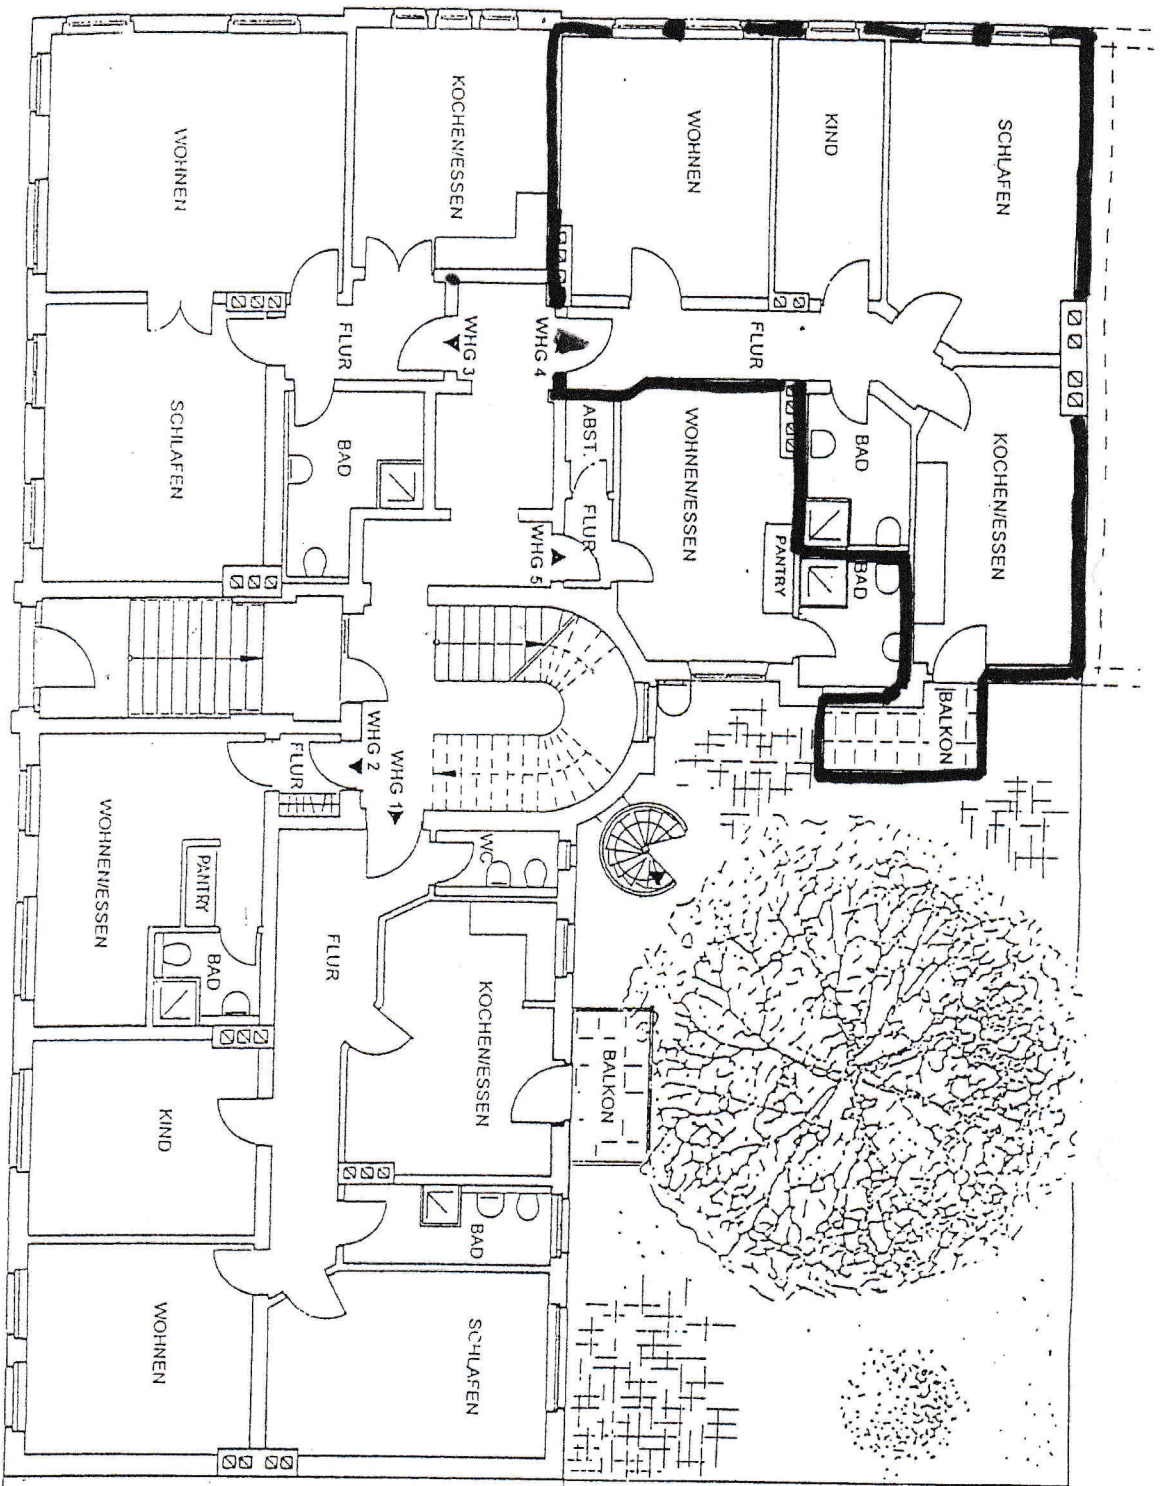 WOHNEN
KOCHEN/ESSEN
WOHNEN
KIND
SCHLAFEN
FLUR
WHG 3
WHG 4
FLUR
SCHLAFEN
BAD
ABST.
FLUR
WHG 5
WOHNEN/ESSEN
PANTRY
BAD
BAD
KOCHEN/ESSEN
BALKON
WHG 2
WHG 1
FLUR
WOHNEN/ESSEN
PANTRY
BAD
WC
FLUR
KOCHEN/ESSEN
BALKON
KIND
BAD
WOHNEN
SCHLAFEN